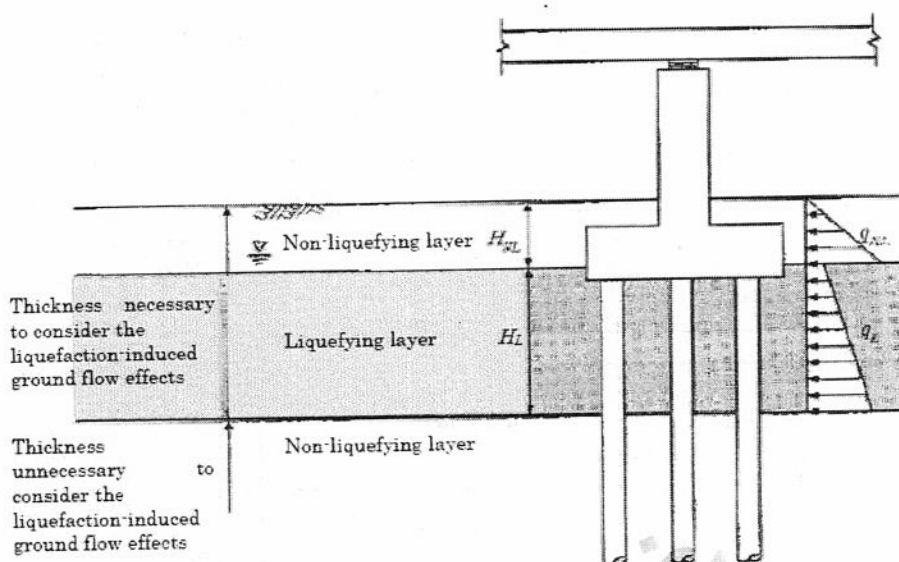 Non-liquefying layer
H_NL
q_NL
Thickness necessary
to consider the
liquefaction-induced
ground flow effects
Liquefying layer
H_L
q_L
Thickness
unnecessary to
consider the
liquefaction-induced
ground flow effects
Non-liquefying layer